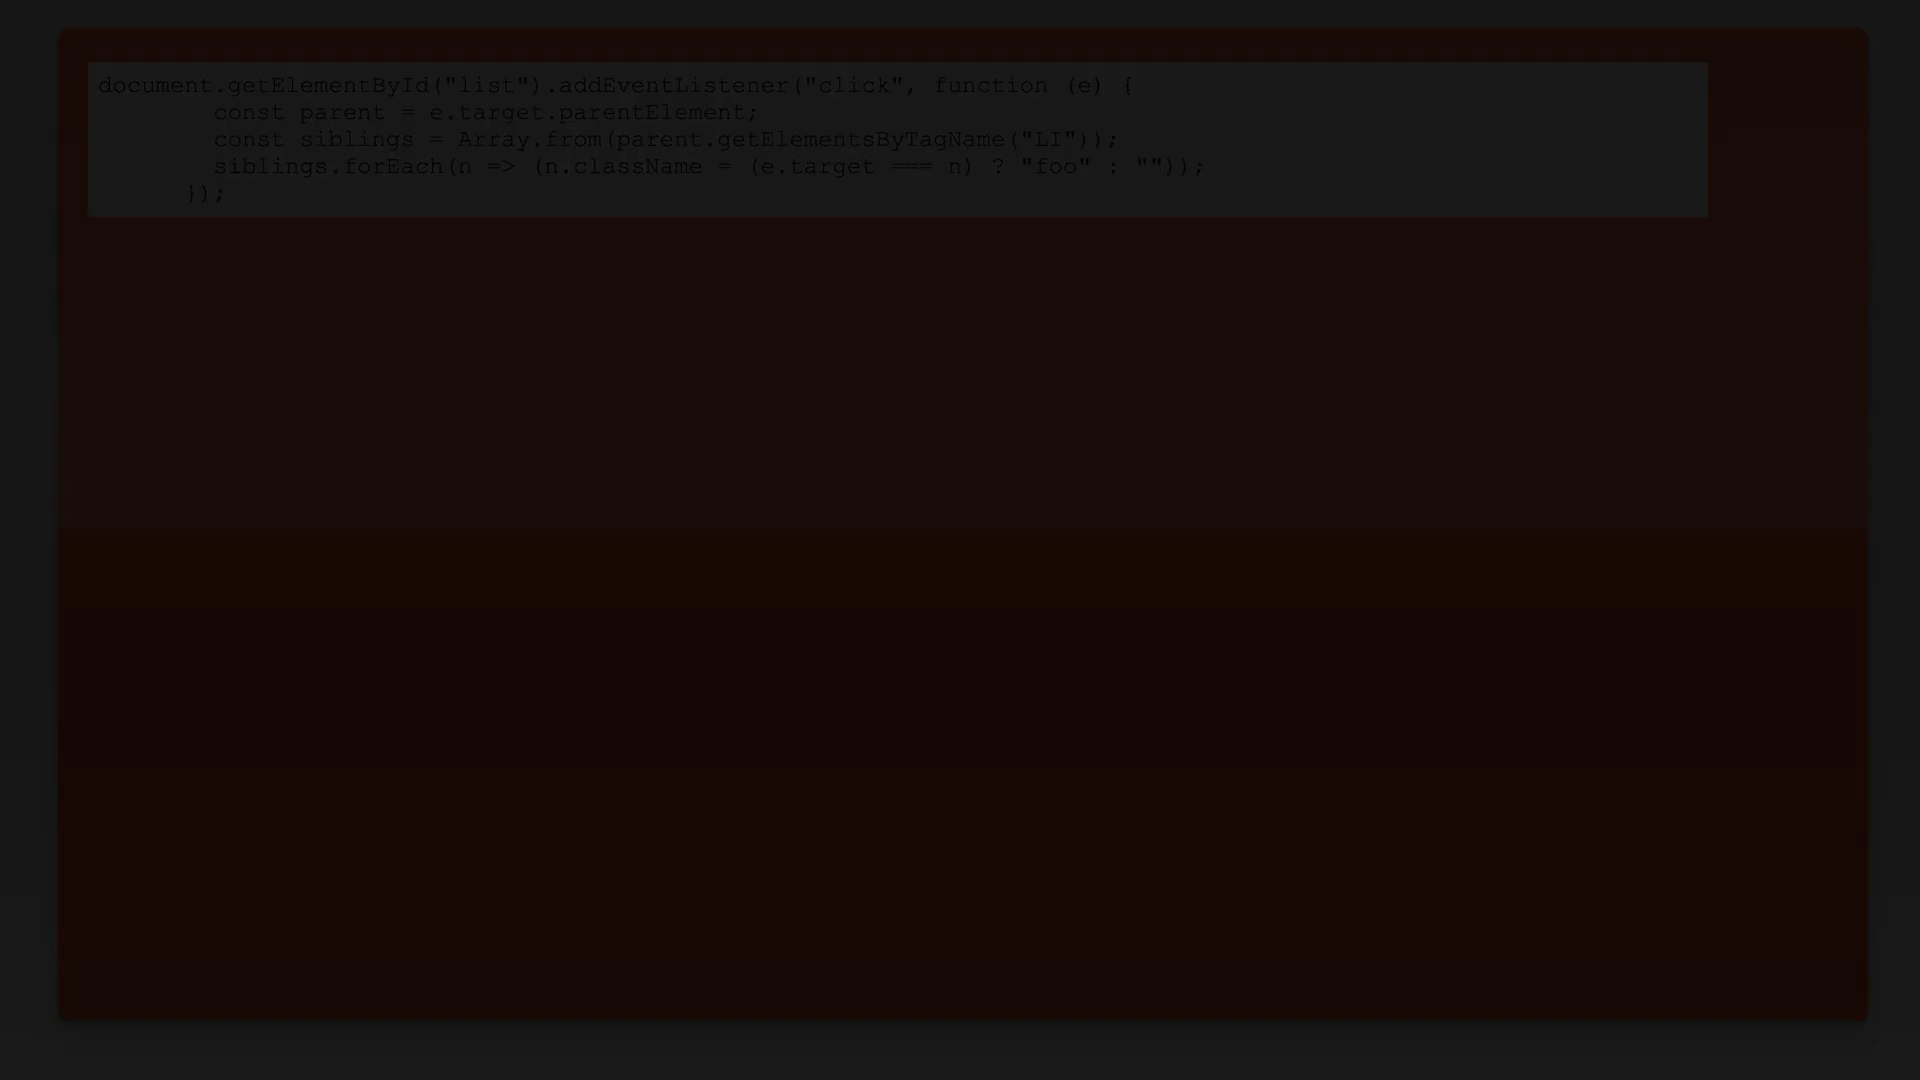 document.getElementById("list").addEventListener("click", function (e) {
        const parent = e.target.parentElement;
        const siblings = Array.from(parent.getElementsByTagName("LI"));
        siblings.forEach(n => (n.className = (e.target === n) ? "foo" : ""));
      });